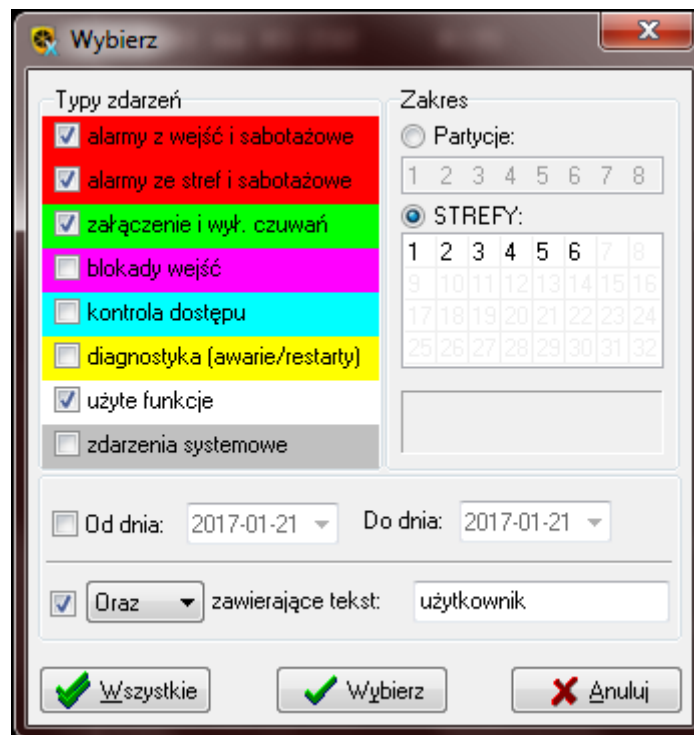 Wybierz
Typy zdarzeń
alarmy z wejść i sabotażowe
alarmy ze stref i sabotażowe
załączenie i wył. czuwań
blokady wejść
kontrola dostępu
diagnostyka (awarie/restarty)
użyte funkcje
zdarzenia systemowe
Zakres
Partycje:
1 2 3 4 5 6 7 8
STREFY:
1 2 3 4 5 6 7 8
9 10 11 12 13 14 15 16
17 18 19 20 21 22 23 24
25 26 27 28 29 30 31 32
Od dnia: 2017-01-21 Do dnia: 2017-01-21
Oraz zawierające tekst: użytkownik
Wszystkie Wybierz Anuluj